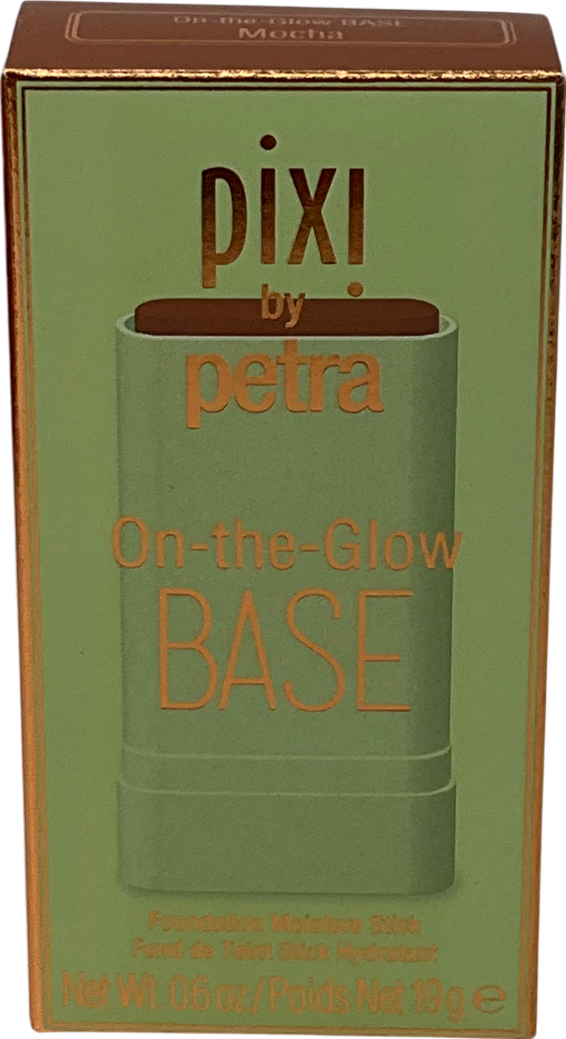 On-the-Glow BASE
Mocha
pixi
by
petra
On-the-Glow
BASE
Foundation Moisture Stick
Fond de Teint Stick Hydratant
Net Wt. 0.6 oz/Poids Net 19 g ℮